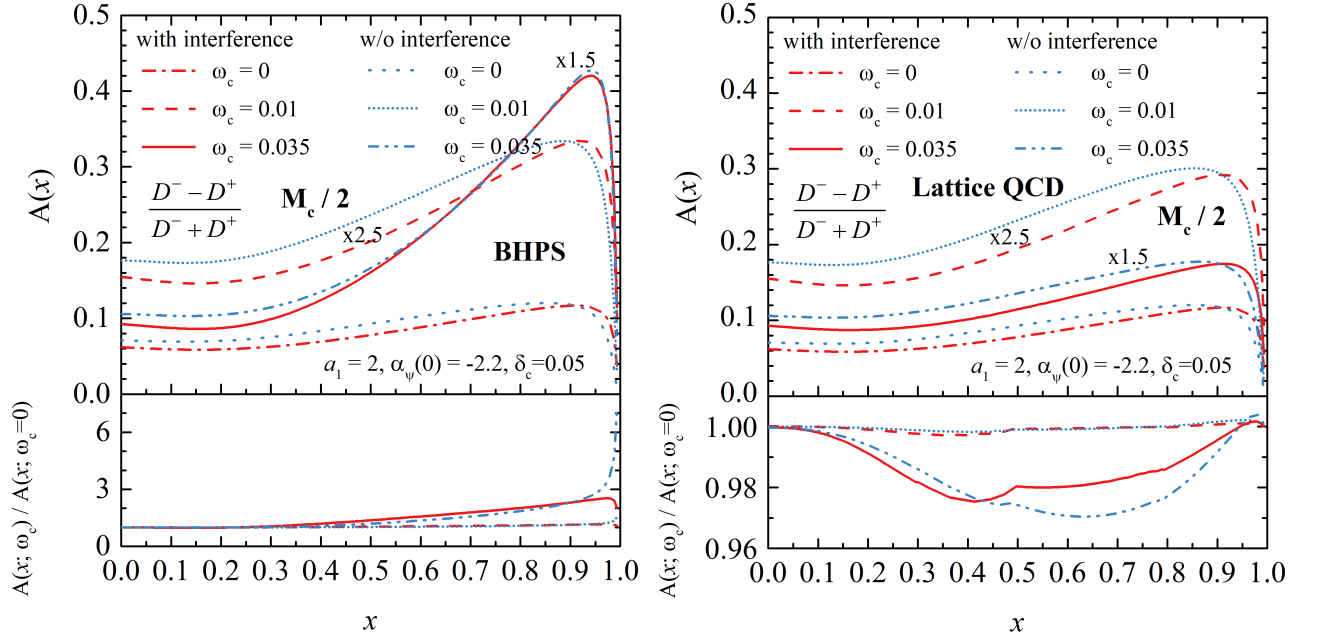 0.5
0.4
0.3
0.2
0.1
0.0
A(x)
with interference
w/o interference
ω_c = 0
ω_c = 0
ω_c = 0.01
ω_c = 0.01
ω_c = 0.035
ω_c = 0.035
x1.5
D⁻ − D⁺
D⁻ + D⁺
M_c / 2
x2.5
BHPS
a_1 = 2, α_ψ(0) = -2.2, δ_c=0.05
6
3
0
A(x; ω_c) / A(x; ω_c=0)
0.0 0.1 0.2 0.3 0.4 0.5 0.6 0.7 0.8 0.9 1.0
x
0.5
0.4
0.3
0.2
0.1
0.0
A(x)
with interference
w/o interference
ω_c = 0
ω_c = 0
ω_c = 0.01
ω_c = 0.01
ω_c = 0.035
ω_c = 0.035
D⁻ − D⁺
D⁻ + D⁺
Lattice QCD
M_c / 2
x2.5
x1.5
a_1 = 2, α_ψ(0) = -2.2, δ_c=0.05
1.00
0.98
0.96
A(x; ω_c) / A(x; ω_c=0)
0.0 0.1 0.2 0.3 0.4 0.5 0.6 0.7 0.8 0.9 1.0
x